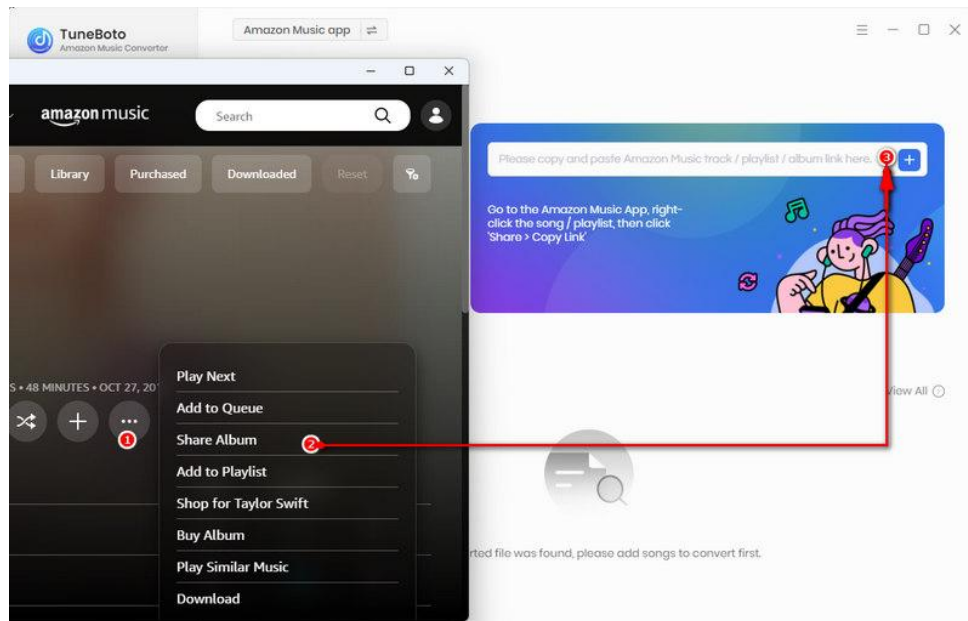 TuneBoto
Amazon Music Converter
Amazon Music app
amazon music
Search
Library
Purchased
Downloaded
Reset
Please copy and paste Amazon Music track / playlist / album link here.
3
Go to the Amazon Music App, right-
click the song / playlist, then click
'Share > Copy Link'
S • 48 MINUTES • OCT 27, 20
1
Play Next
Add to Queue
Share Album
2
Add to Playlist
Shop for Taylor Swift
Buy Album
Play Similar Music
Download
View All
rted file was found, please add songs to convert first.